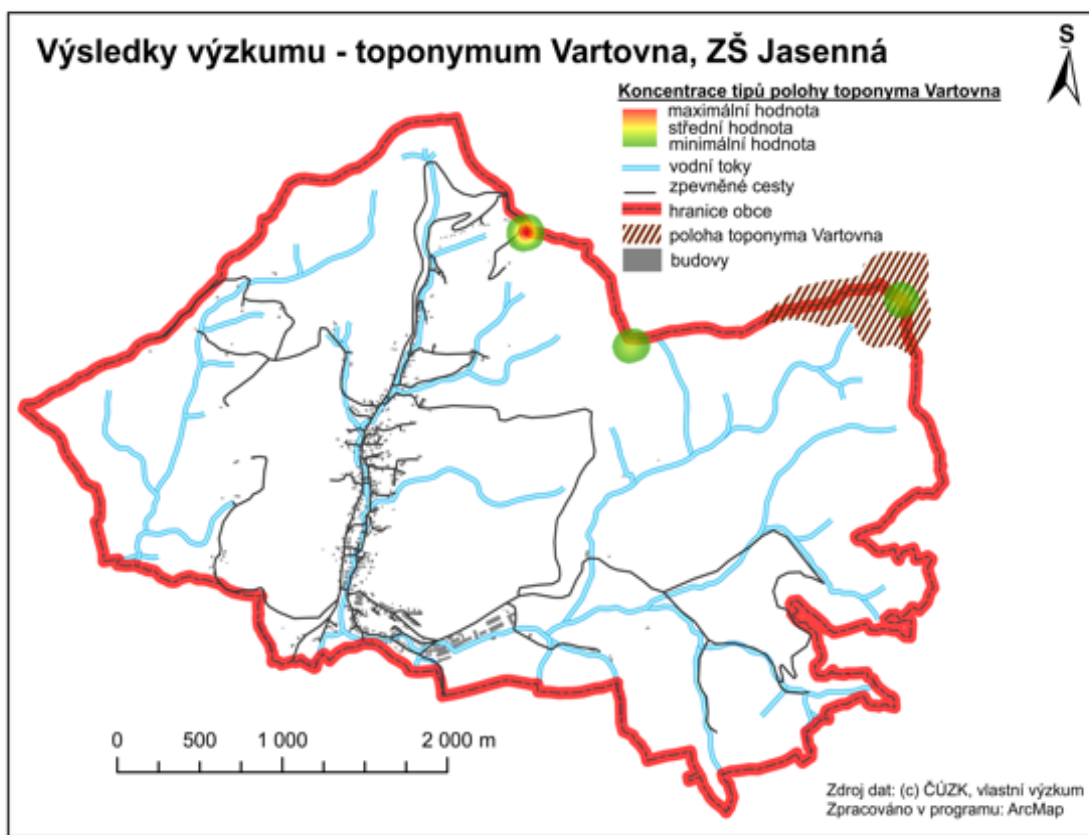 Výsledky výzkumu - toponymum Vartovna, ZŠ Jasenná
S
Koncentrace tipů polohy toponyma Vartovna
maximální hodnota
střední hodnota
minimální hodnota
vodní toky
zpevněné cesty
hranice obce
poloha toponyma Vartovna
budovy
0 500 1 000 2 000 m
Zdroj dat: (c) ČÚZK, vlastní výzkum
Zpracováno v programu: ArcMap